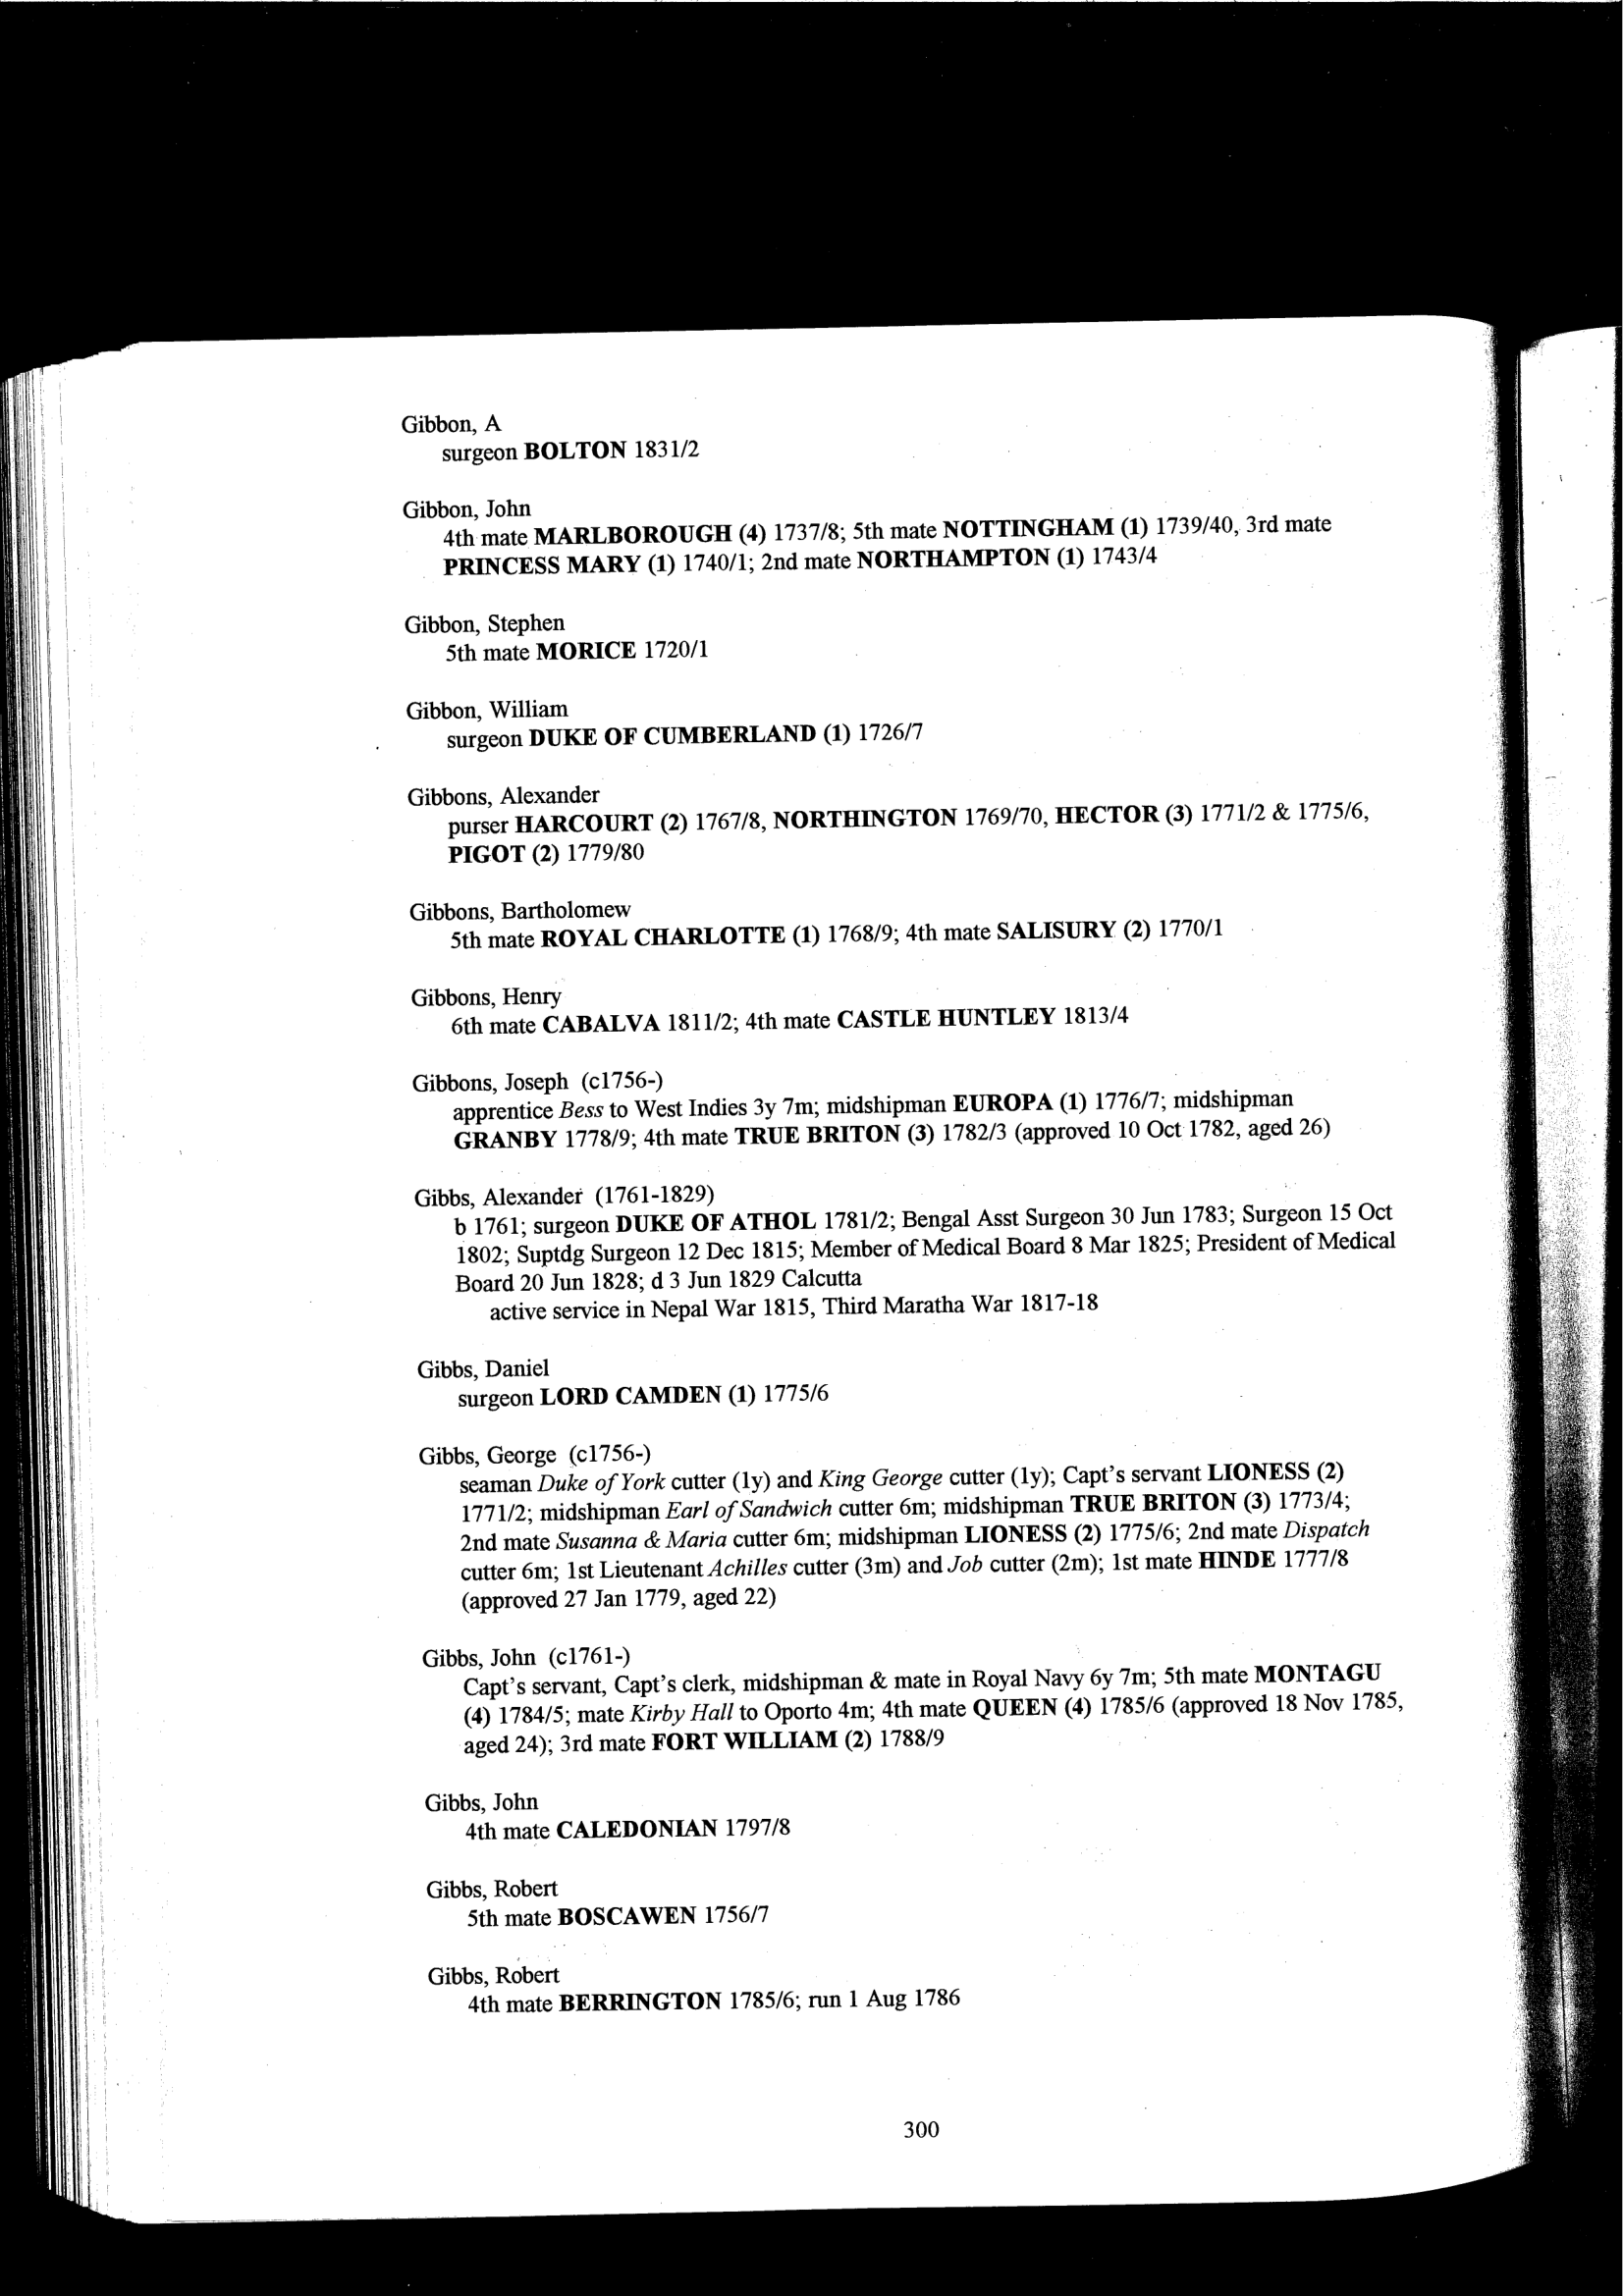 Gibbon, A
surgeon BOLTON 1831/2
Gibbon, John
4th mate MARLBOROUGH (4) 1737/8; 5th mate NOTTINGHAM (1) 1739/40, 3rd mate
PRINCESS MARY (1) 1740/1; 2nd mate NORTHAMPTON (1) 1743/4
Gibbon, Stephen
5th mate MORICE 1720/1
Gibbon, William
surgeon DUKE OF CUMBERLAND (1) 1726/7
Gibbons, Alexander
purser HARCOURT (2) 1767/8, NORTHINGTON 1769/70, HECTOR (3) 1771/2 & 1775/6,
PIGOT (2) 1779/80
Gibbons, Bartholomew
5th mate ROYAL CHARLOTTE (1) 1768/9; 4th mate SALISURY (2) 1770/1
Gibbons, Henry
6th mate CABALVA 1811/2; 4th mate CASTLE HUNTLEY 1813/4
Gibbons, Joseph (c1756-)
apprentice Bess to West Indies 3y 7m; midshipman EUROPA (1) 1776/7; midshipman
GRANBY 1778/9; 4th mate TRUE BRITON (3) 1782/3 (approved 10 Oct 1782, aged 26)
Gibbs, Alexander (1761-1829)
b 1761; surgeon DUKE OF ATHOL 1781/2; Bengal Asst Surgeon 30 Jun 1783; Surgeon 15 Oct
1802; Suptdg Surgeon 12 Dec 1815; Member of Medical Board 8 Mar 1825; President of Medical
Board 20 Jun 1828; d 3 Jun 1829 Calcutta
active service in Nepal War 1815, Third Maratha War 1817-18
Gibbs, Daniel
surgeon LORD CAMDEN (1) 1775/6
Gibbs, George (c1756-)
seaman Duke of York cutter (1y) and King George cutter (1y); Capt's servant LIONESS (2)
1771/2; midshipman Earl of Sandwich cutter 6m; midshipman TRUE BRITON (3) 1773/4;
2nd mate Susanna & Maria cutter 6m; midshipman LIONESS (2) 1775/6; 2nd mate Dispatch
cutter 6m; 1st Lieutenant Achilles cutter (3m) and Job cutter (2m); 1st mate HINDE 1777/8
(approved 27 Jan 1779, aged 22)
Gibbs, John (c1761-)
Capt's servant, Capt's clerk, midshipman & mate in Royal Navy 6y 7m; 5th mate MONTAGU
(4) 1784/5; mate Kirby Hall to Oporto 4m; 4th mate QUEEN (4) 1785/6 (approved 18 Nov 1785,
aged 24); 3rd mate FORT WILLIAM (2) 1788/9
Gibbs, John
4th mate CALEDONIAN 1797/8
Gibbs, Robert
5th mate BOSCAWEN 1756/7
Gibbs, Robert
4th mate BERRINGTON 1785/6; run 1 Aug 1786
300